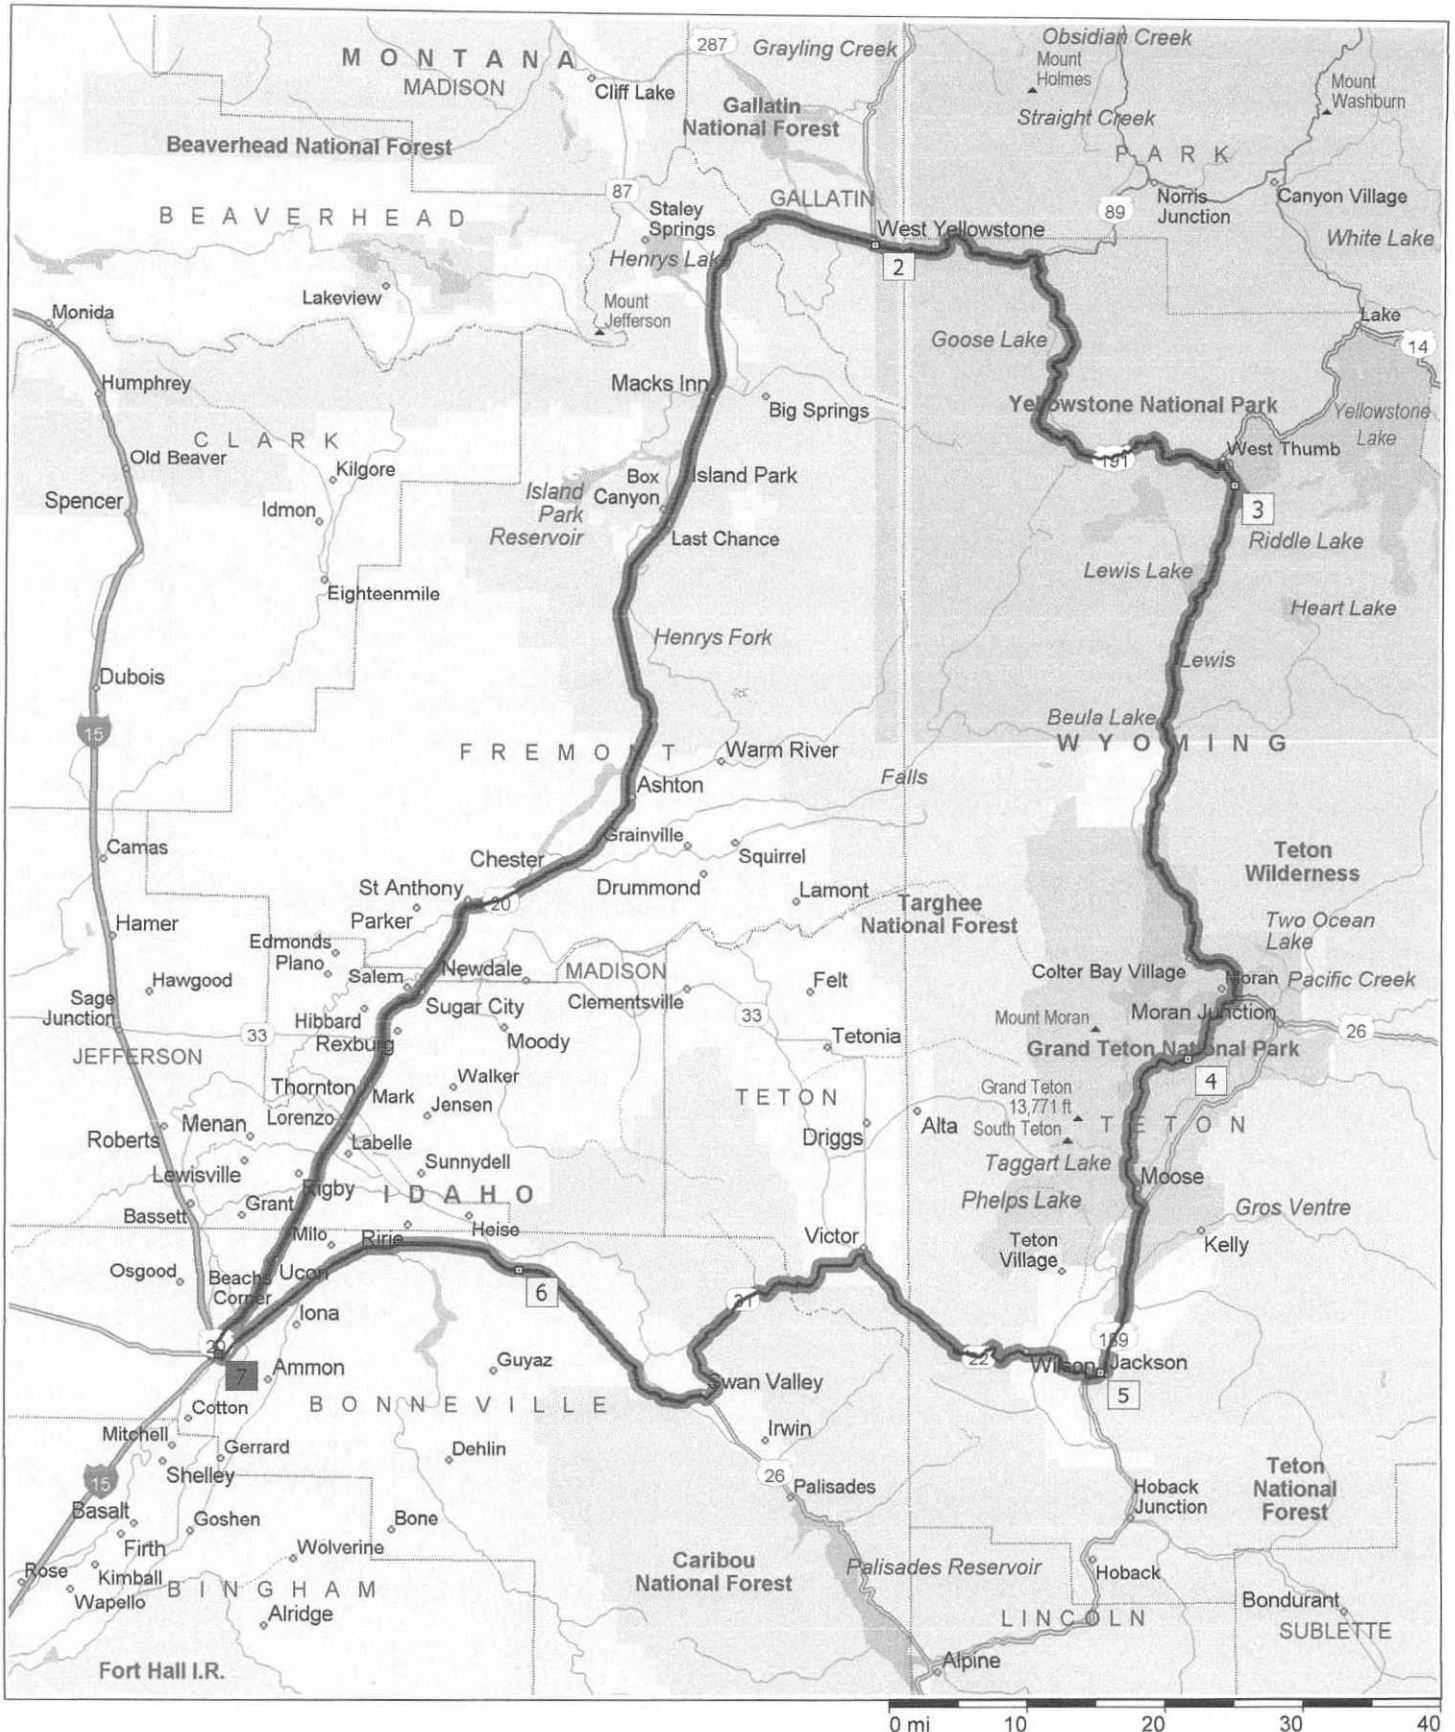 MONTANA
MADISON
Cliff Lake
287
Grayling Creek
Obsidian Creek
Mount
Holmes
Mount
Washburn
Gallatin
National Forest
Straight Creek
Beaverhead National Forest
PARK
87
Norris
Junction
Canyon Village
89
BEAVERHEAD
Staley
Springs
GALLATIN
West Yellowstone
2
White Lake
Henrys Lake
Lakeview
Mount
Jefferson
Monida
Lake
14
Goose Lake
Humphrey
Macks Inn
Big Springs
Yellowstone National Park
Yellowstone
Lake
CLARK
Old Beaver
Kilgore
191
West Thumb
Spencer
Idmon
Box
Canyon
Island Park
Island
Park
Reservoir
3
Last Chance
Riddle Lake
Lewis Lake
Eighteenmile
Heart Lake
Henrys Fork
Lewis
Dubois
15
Beula Lake
WYOMING
FREMONT
Warm River
Ashton
Falls
Camas
Grainville
Squirrel
Chester
Drummond
Lamont
Teton
Wilderness
St Anthony
20
Parker
Targhee
National Forest
Two Ocean
Lake
Hamer
Edmonds
Plano
Salem
Newdale
MADISON
Felt
Colter Bay Village
Moran
Pacific Creek
Hawgood
Clementsville
Sage
Junction
Sugar City
33
Moran Junction
Mount Moran
26
33
Hibbard
Rexburg
Moody
Tetonia
Grand Teton National Park
JEFFERSON
4
Thornton
Mark
Walker
Jensen
TETON
Grand Teton
13,771 ft
South Teton
TETON
Lorenzo
Menan
Roberts
Labelle
Driggs
Alta
Sunnydell
Taggart Lake
Moose
Lewisville
Rigby
IDAHO
Phelps Lake
Gros Ventre
Grant
Bassett
Heise
Milo
Ririe
Victor
Teton
Village
Kelly
Osgood
Beachs
Corner
Ucon
6
31
Iona
20
189
22
Wilson
Jackson
5
7
Ammon
Guyaz
Swan Valley
BONNEVILLE
Cotton
Mitchell
Gerrard
Dehlin
Irwin
Shelley
15
26
Palisades
Hoback
Junction
Teton
National
Forest
Basalt
Goshen
Bone
Firth
Wolverine
Rose
Kimball
Wapello
BINGHAM
Caribou
National Forest
Palisades Reservoir
Hoback
Bondurant
Alridge
LINCOLN
SUBLETTE
Fort Hall I.R.
Alpine
0 mi 10 20 30 40